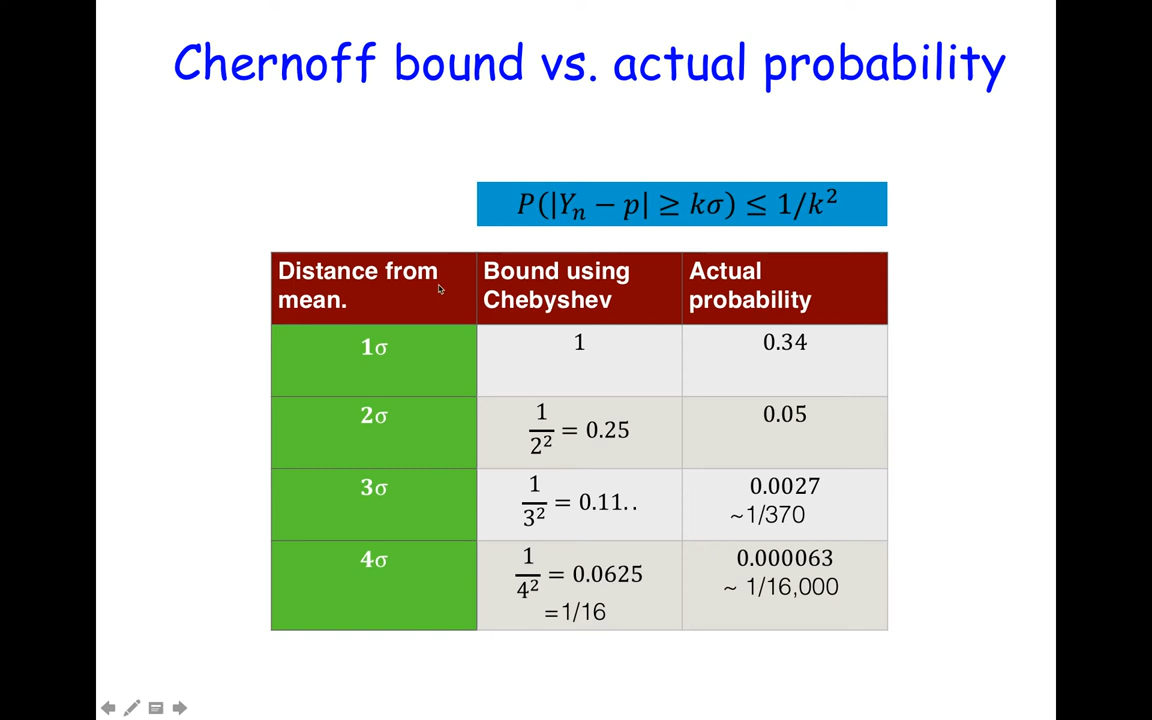 Chernoff bound vs. actual probability
P(|Yₙ − p| ≥ kσ) ≤ 1/k²
Distance from mean.
Bound using Chebyshev
Actual probability
1σ
1
0.34
2σ
1/2² = 0.25
0.05
3σ
1/3² = 0.11..
0.0027
~1/370
4σ
1/4² = 0.0625
=1/16
0.000063
~ 1/16,000